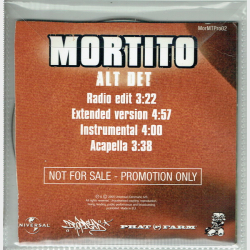 MorMTPro02
MORTITO
ALT DET
Radio edit 3:22
Extended version 4:57
Instrumental 4:00
Acapella 3:38
NOT FOR SALE - PROMOTION ONLY
UNIVERSAL
PHAT FARM